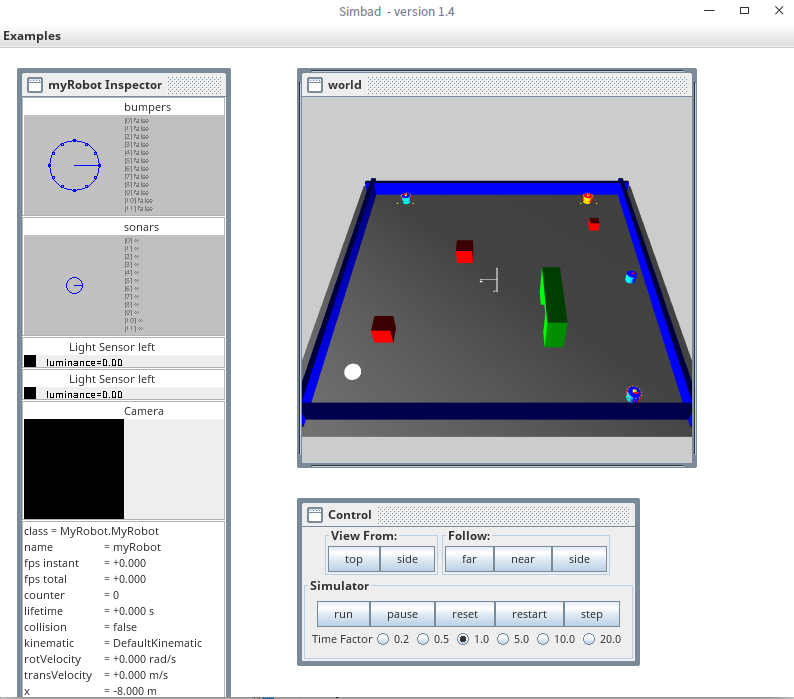 Simbad - version 1.4
Examples
myRobot Inspector
bumpers
[0] false
[1] false
[2] false
[3] false
[4] false
[5] false
[6] false
[7] false
[8] false
[9] false
[10] false
[11] false
sonars
[0] ∞
[1] ∞
[2] ∞
[3] ∞
[4] ∞
[5] ∞
[6] ∞
[7] ∞
[8] ∞
[9] ∞
[10] ∞
[11] ∞
Light Sensor left
luminance=0.00
Light Sensor left
luminance=0.00
Camera
class = MyRobot.MyRobot
name = myRobot
fps instant = +0.000
fps total = +0.000
counter = 0
lifetime = +0.000 s
collision = false
kinematic = DefaultKinematic
rotVelocity = +0.000 rad/s
transVelocity = +0.000 m/s
x = -8.000 m
world
Control
View From: Follow:
top side far near side
Simulator
run pause reset restart step
Time Factor 0.2 0.5 1.0 5.0 10.0 20.0